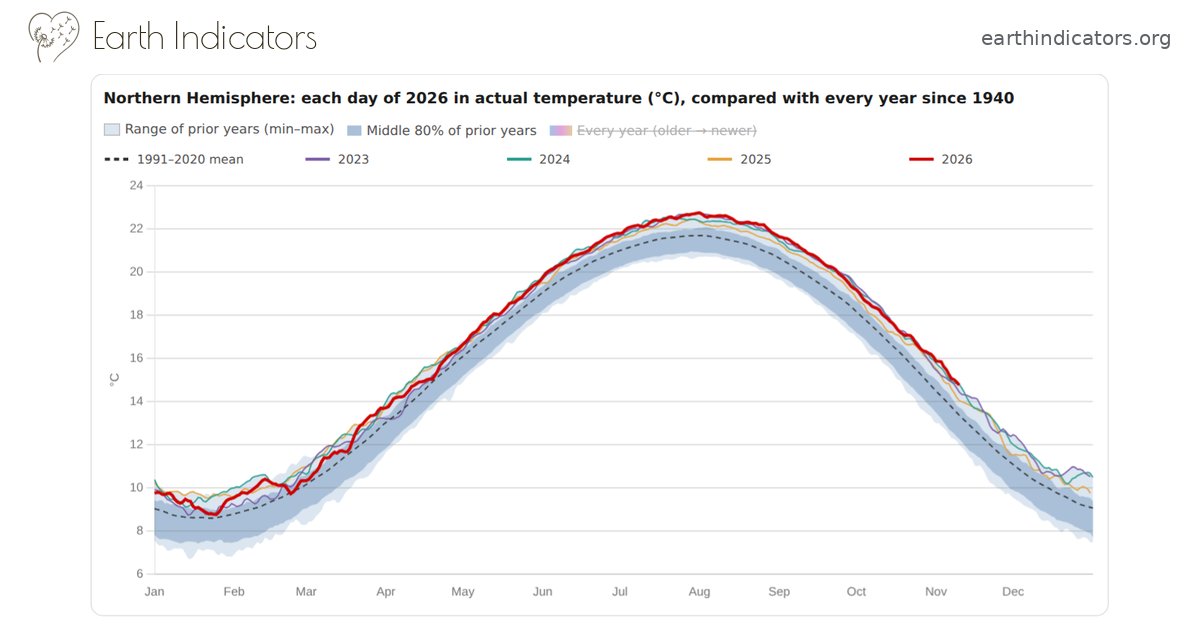 Earth Indicators
earthindicators.org
Northern Hemisphere: each day of 2026 in actual temperature (°C), compared with every year since 1940
Range of prior years (min–max) Middle 80% of prior years Every year (older → newer)
1991–2020 mean 2023 2024 2025 2026
24
22
20
18
16
14
12
10
8
6
°C
Jan Feb Mar Apr May Jun Jul Aug Sep Oct Nov Dec